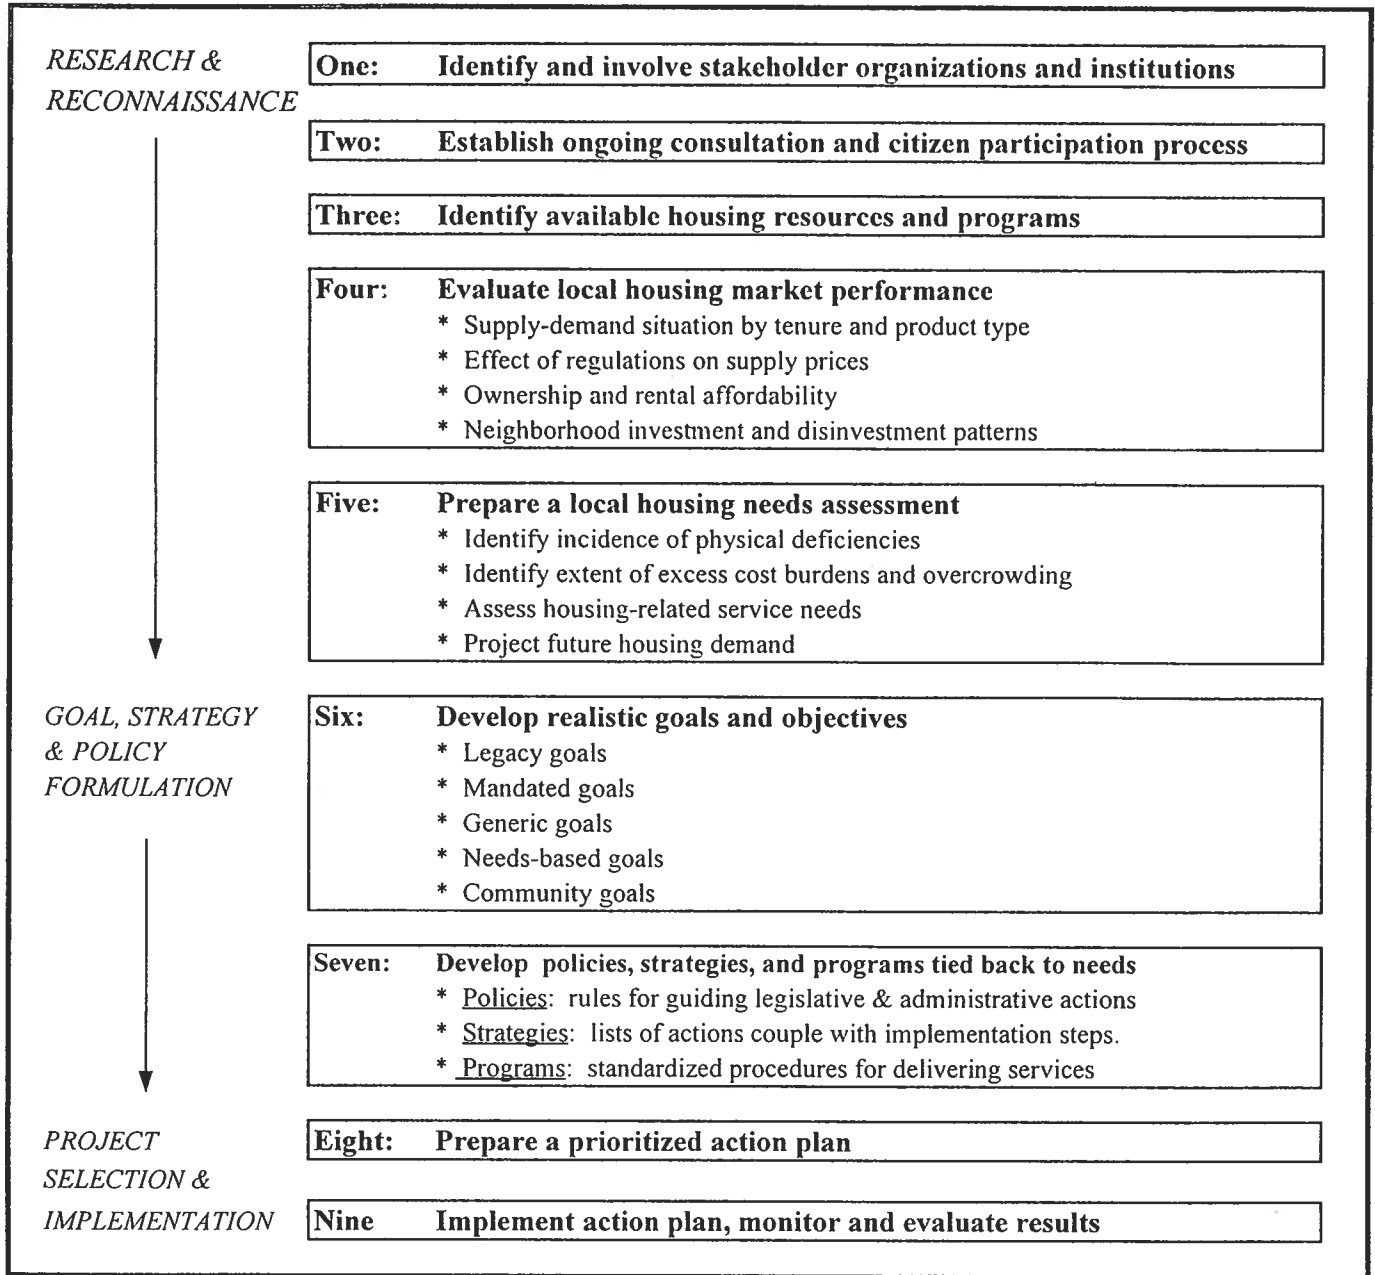 RESEARCH &
RECONNAISSANCE
One: Identify and involve stakeholder organizations and institutions
Two: Establish ongoing consultation and citizen participation process
Three: Identify available housing resources and programs
Four: Evaluate local housing market performance
* Supply-demand situation by tenure and product type
* Effect of regulations on supply prices
* Ownership and rental affordability
* Neighborhood investment and disinvestment patterns
Five: Prepare a local housing needs assessment
* Identify incidence of physical deficiencies
* Identify extent of excess cost burdens and overcrowding
* Assess housing-related service needs
* Project future housing demand
GOAL, STRATEGY
& POLICY
FORMULATION
Six: Develop realistic goals and objectives
* Legacy goals
* Mandated goals
* Generic goals
* Needs-based goals
* Community goals
Seven: Develop policies, strategies, and programs tied back to needs
* Policies: rules for guiding legislative & administrative actions
* Strategies: lists of actions couple with implementation steps.
* Programs: standardized procedures for delivering services
PROJECT
SELECTION &
IMPLEMENTATION
Eight: Prepare a prioritized action plan
Nine Implement action plan, monitor and evaluate results